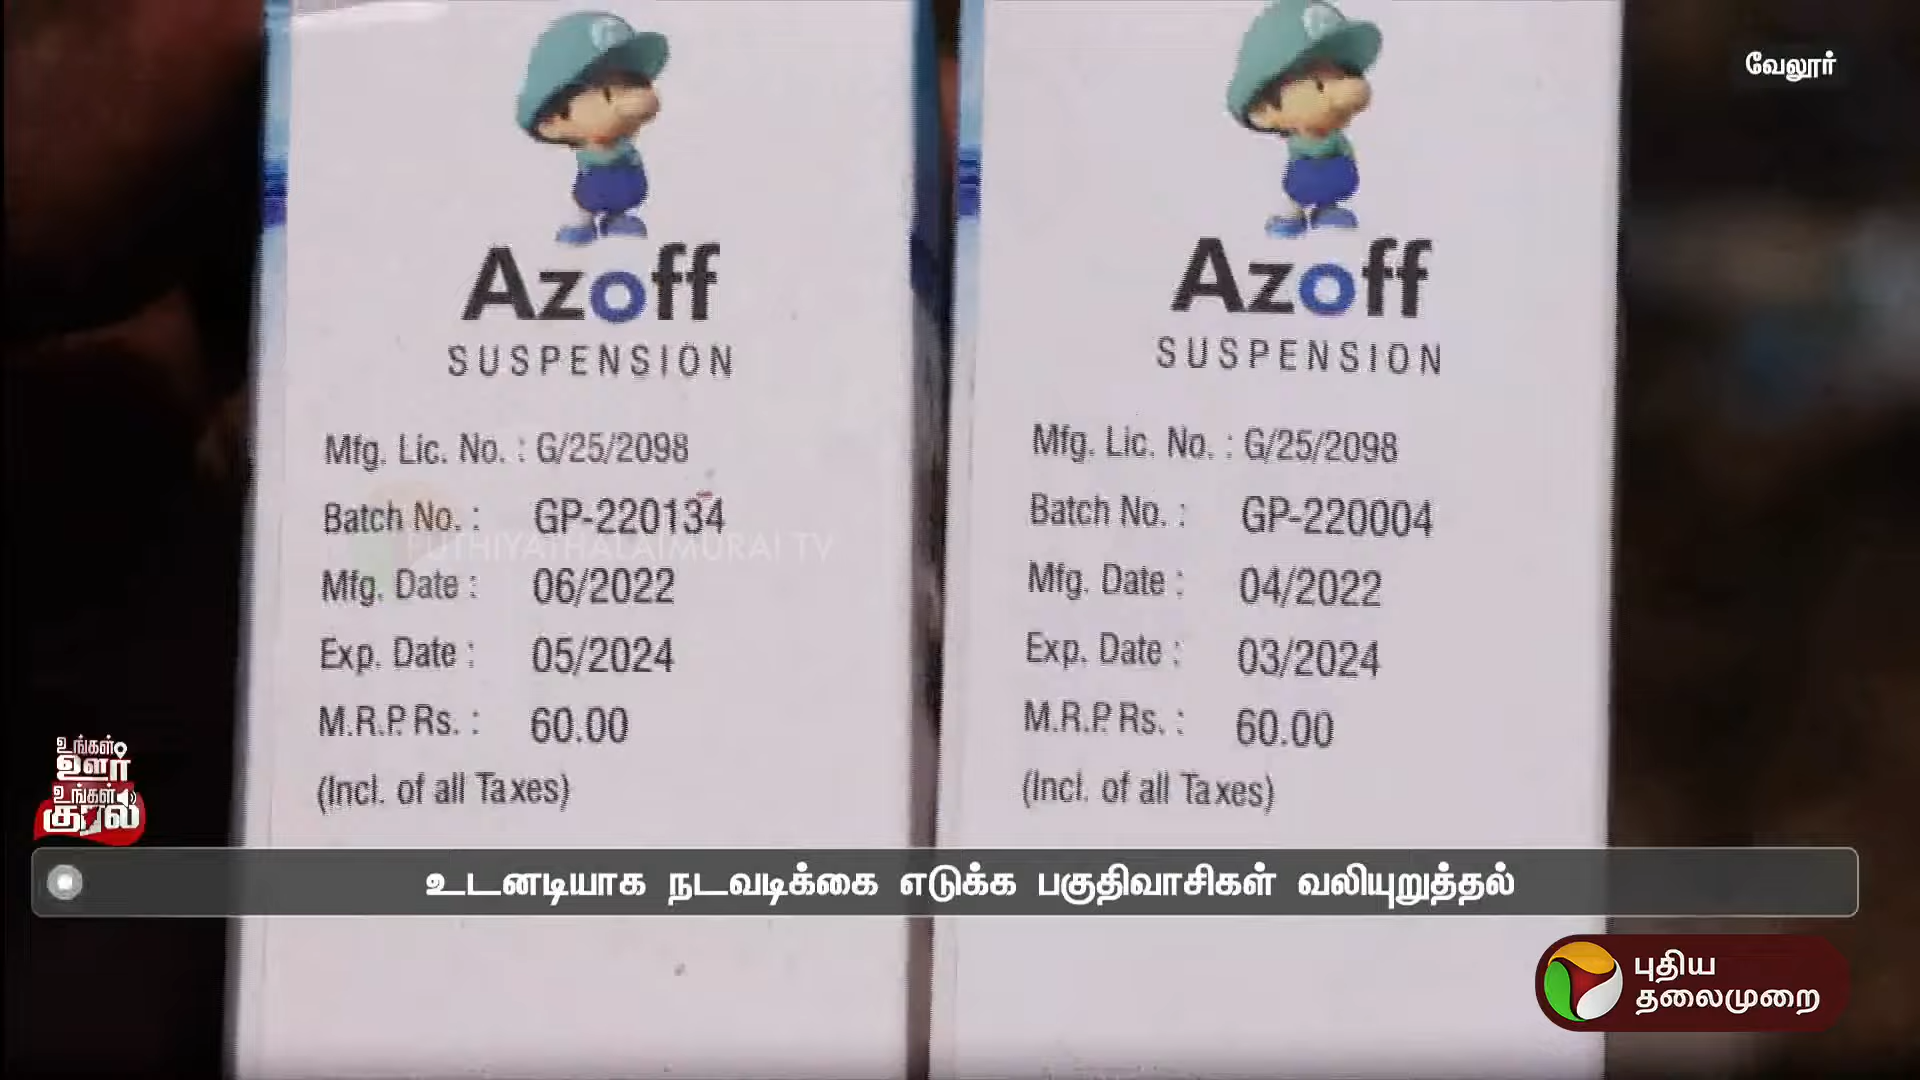 வேலூர்
Azoff
SUSPENSION
Mfg. Lic. No. : G/25/2098
Batch No. : GP-220134
Mfg. Date : 06/2022
Exp. Date : 05/2024
M.R.P. Rs. : 60.00
(Incl. of all Taxes)
Azoff
SUSPENSION
Mfg. Lic. No. : G/25/2098
Batch No. : GP-220004
Mfg. Date : 04/2022
Exp. Date : 03/2024
M.R.P. Rs. : 60.00
(Incl. of all Taxes)
PUTHIYATHALAIMURAI TV
உங்கள்
ஊர்
உங்கள்
குரல்
உடனடியாக நடவடிக்கை எடுக்க பகுதிவாசிகள் வலியுறுத்தல்
புதிய
தலைமுறை